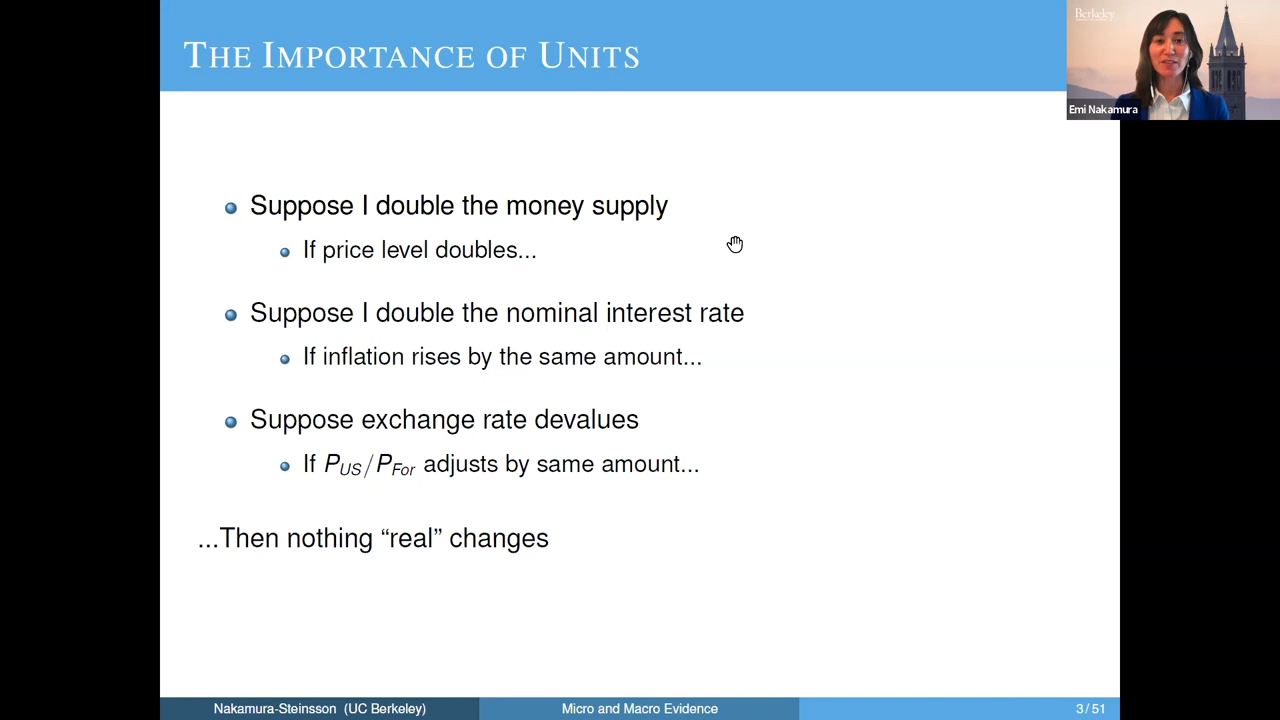 THE IMPORTANCE OF UNITS
Berkeley
Emi Nakamura
Suppose I double the money supply
If price level doubles...
Suppose I double the nominal interest rate
If inflation rises by the same amount...
Suppose exchange rate devalues
If P_US/P_For adjusts by same amount...
...Then nothing “real” changes
Nakamura-Steinsson (UC Berkeley)
Micro and Macro Evidence
3/51